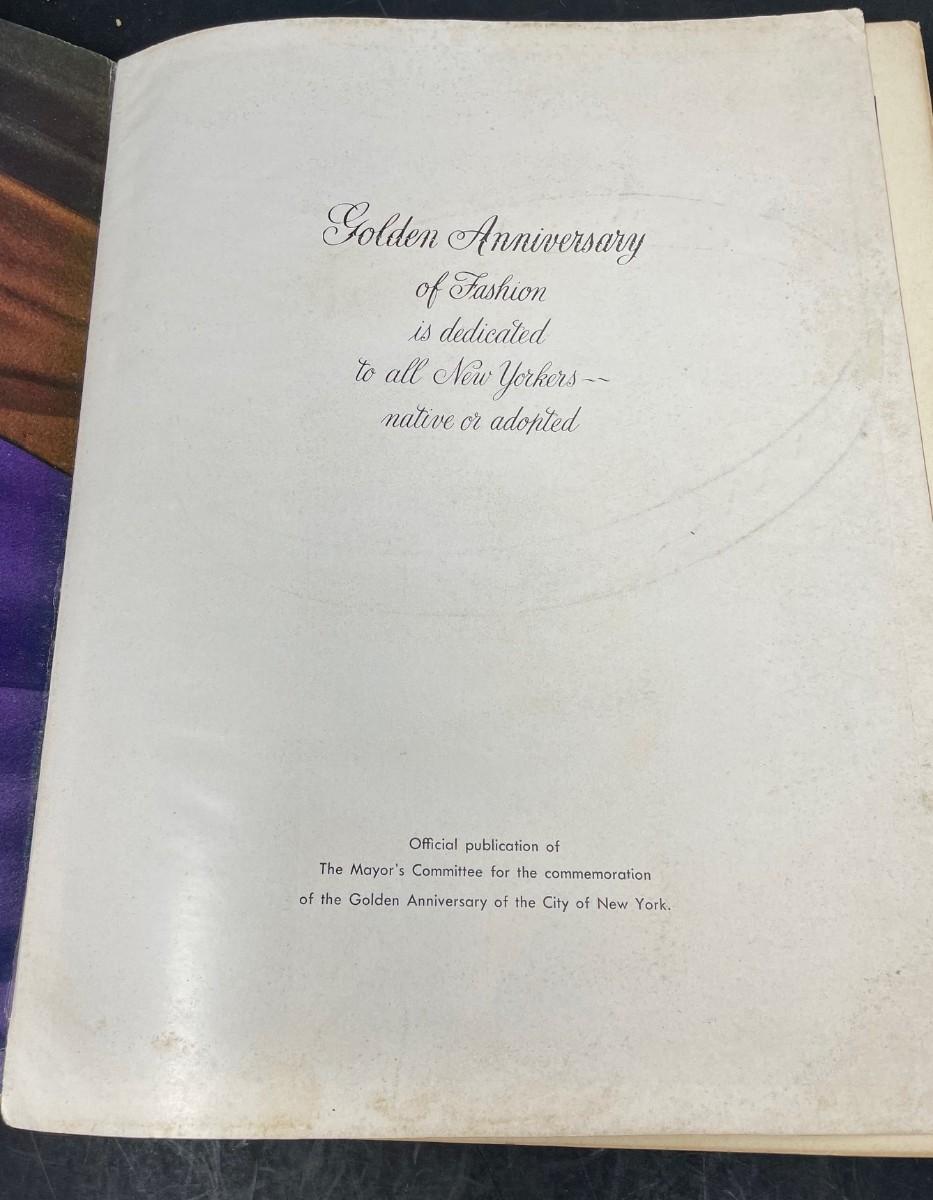 Golden Anniversary
of Fashion
is dedicated
to all New Yorkers--
native or adopted
Official publication of
The Mayor's Committee for the commemoration
of the Golden Anniversary of the City of New York.